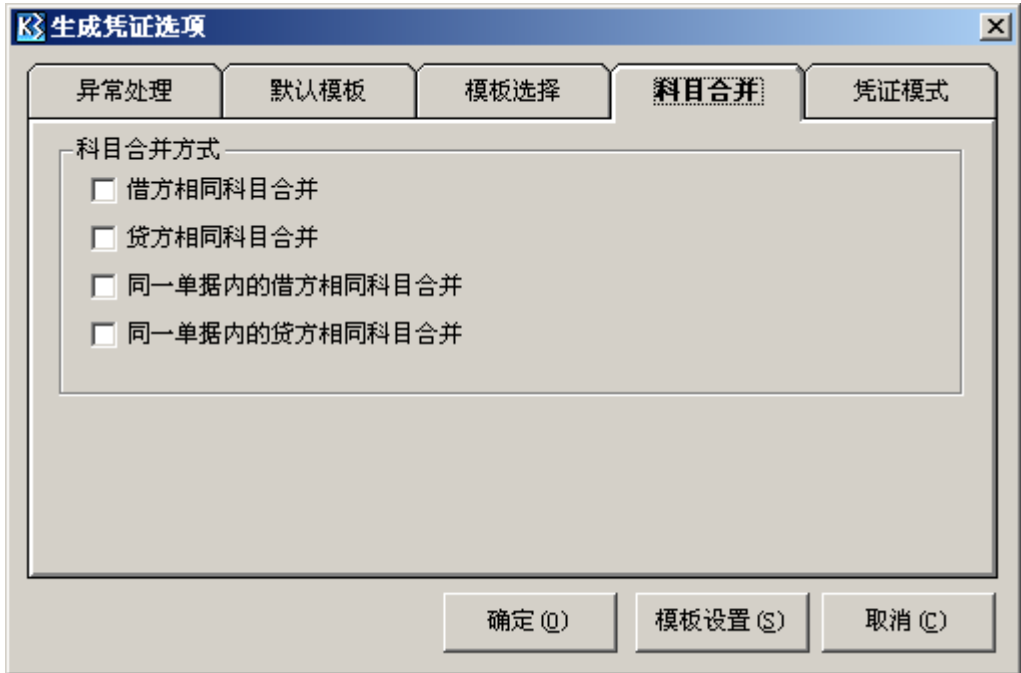 K3 生成凭证选项
异常处理 默认模板 模板选择 科目合并 凭证模式
科目合并方式
借方相同科目合并
贷方相同科目合并
同一单据内的借方相同科目合并
同一单据内的贷方相同科目合并
确定(O) 模板设置(S) 取消(C)